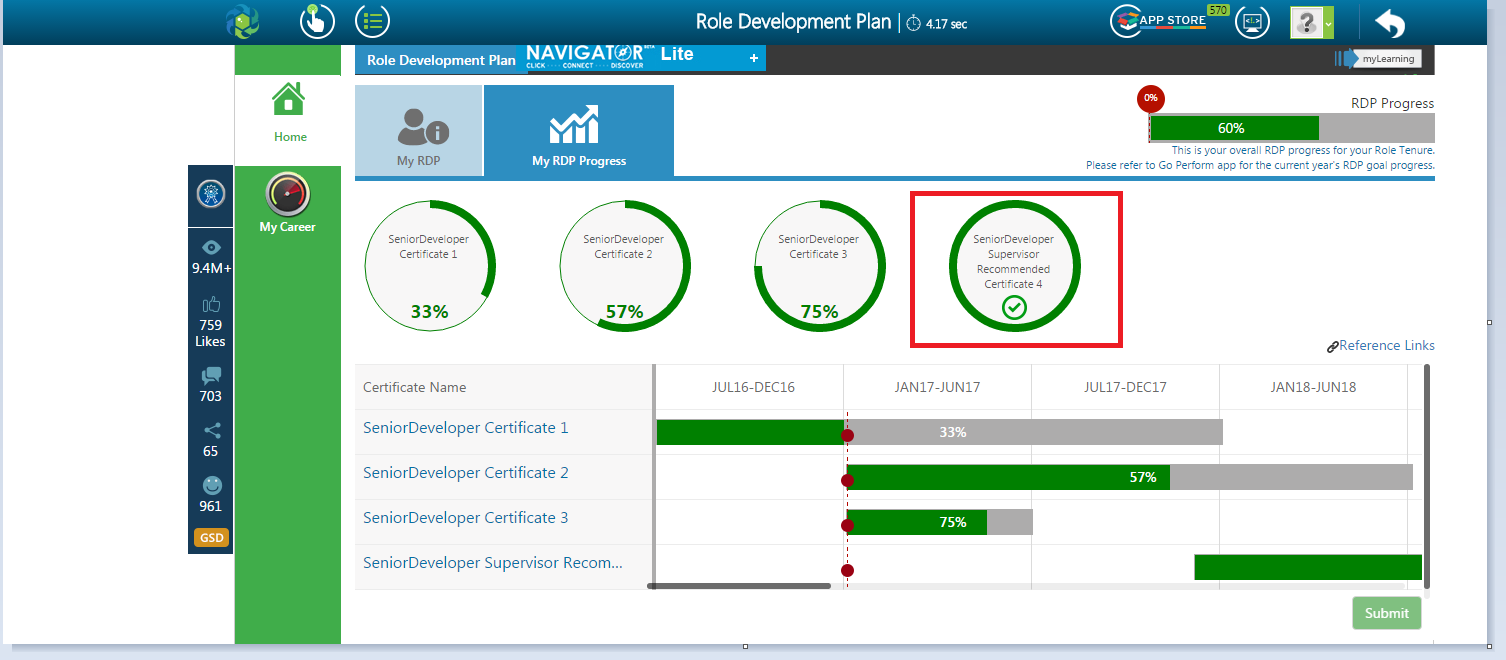 Role Development Plan
4.17 sec
APP STORE
570
Role Development Plan
NAVIGATOR BETA
CLICK ···· CONNECT ···· DISCOVER
Lite
+
myLearning
Home
My Career
My RDP
My RDP Progress
0%
RDP Progress
60%
This is your overall RDP progress for your Role Tenure.
Please refer to Go Perform app for the current year's RDP goal progress.
9.4M+
759
Likes
703
65
961
GSD
SeniorDeveloper
Certificate 1
33%
SeniorDeveloper
Certificate 2
57%
SeniorDeveloper
Certificate 3
75%
SeniorDeveloper
Supervisor
Recommended
Certificate 4
Reference Links
Certificate Name
JUL16-DEC16
JAN17-JUN17
JUL17-DEC17
JAN18-JUN18
SeniorDeveloper Certificate 1
33%
SeniorDeveloper Certificate 2
57%
SeniorDeveloper Certificate 3
75%
SeniorDeveloper Supervisor Recom...
Submit